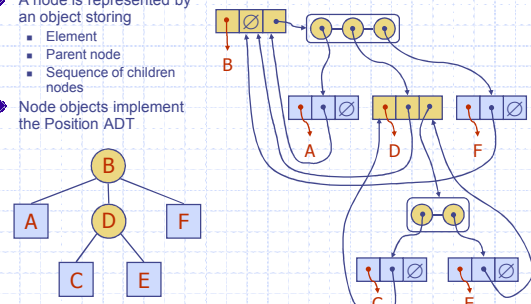 A node is represented by
an object storing
Element
Parent node
Sequence of children
nodes
Node objects implement
the Position ADT
B
A D F
C E
B
∅
A ∅
D
F ∅
C ∅
E ∅